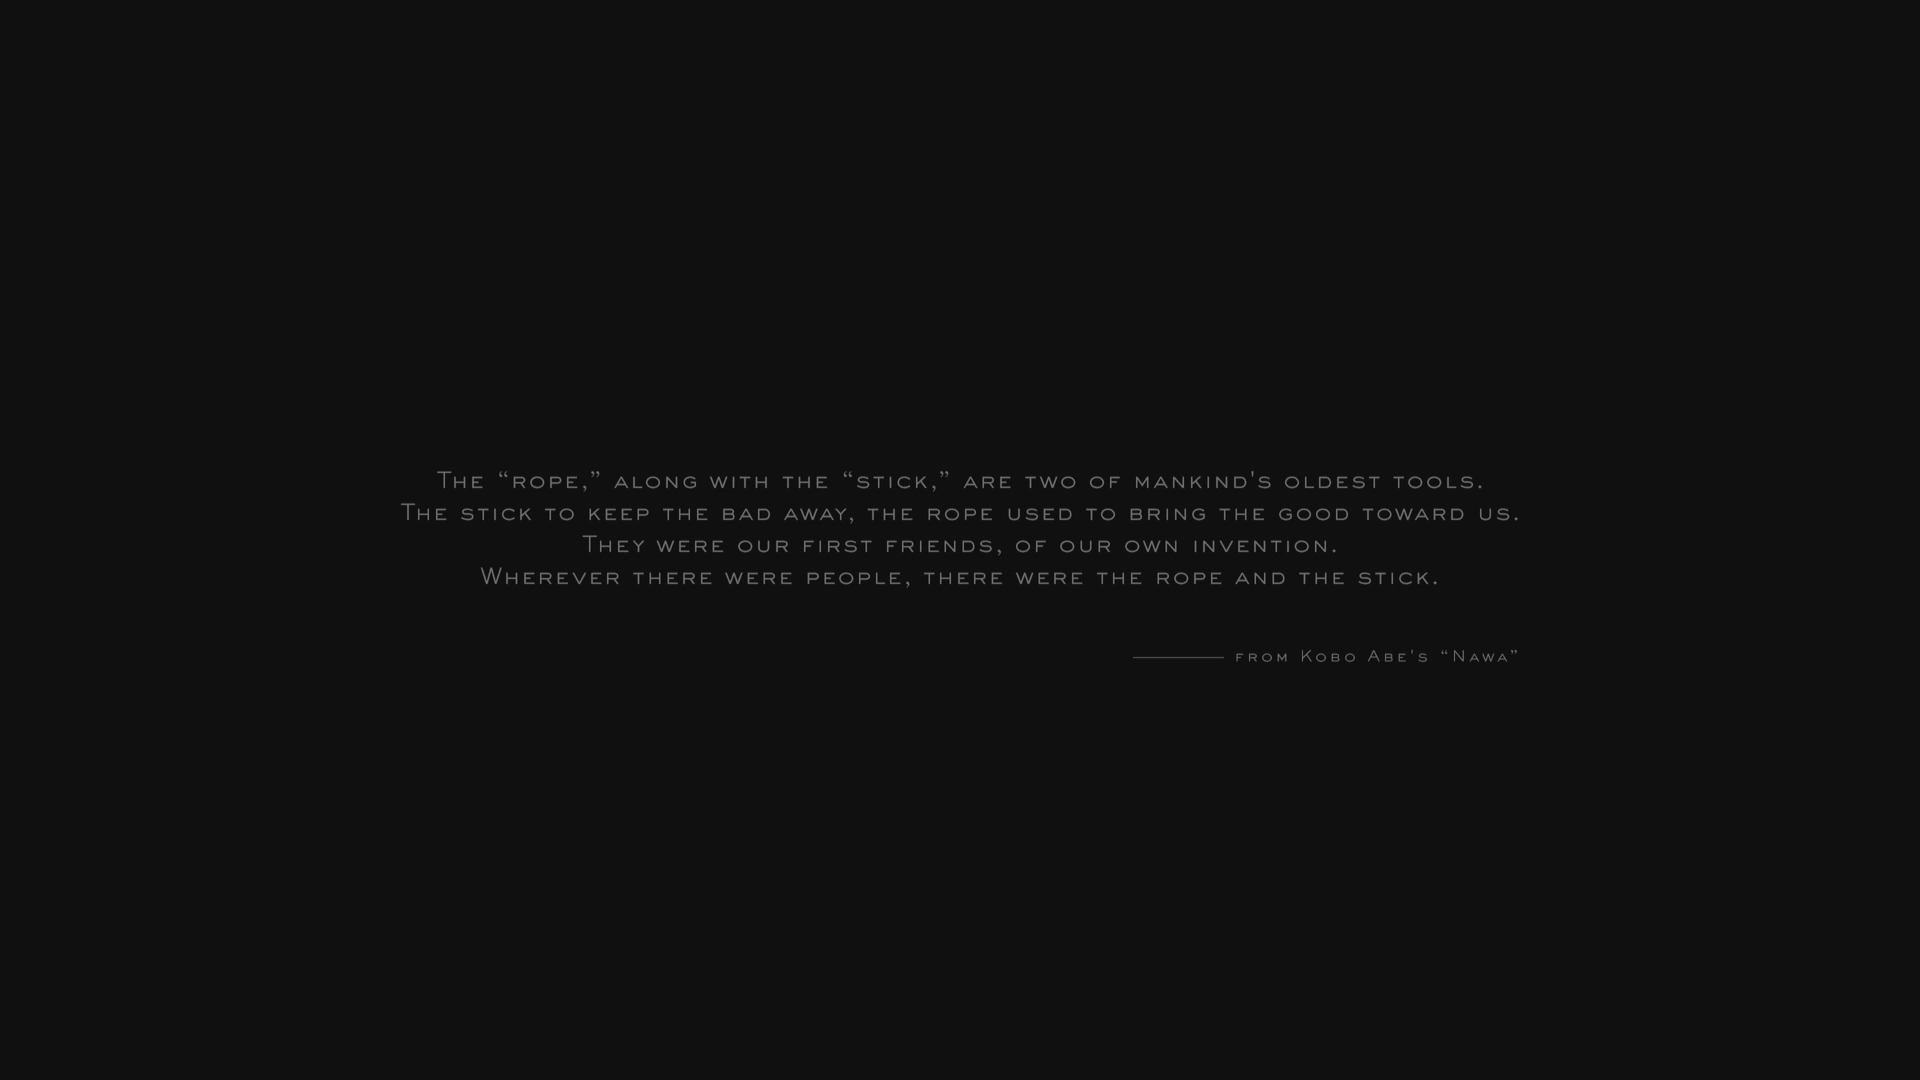 The “rope,” along with the “stick,” are two of mankind's oldest tools.
The stick to keep the bad away, the rope used to bring the good toward us.
They were our first friends, of our own invention.
Wherever there were people, there were the rope and the stick.
from Kobo Abe's “Nawa”